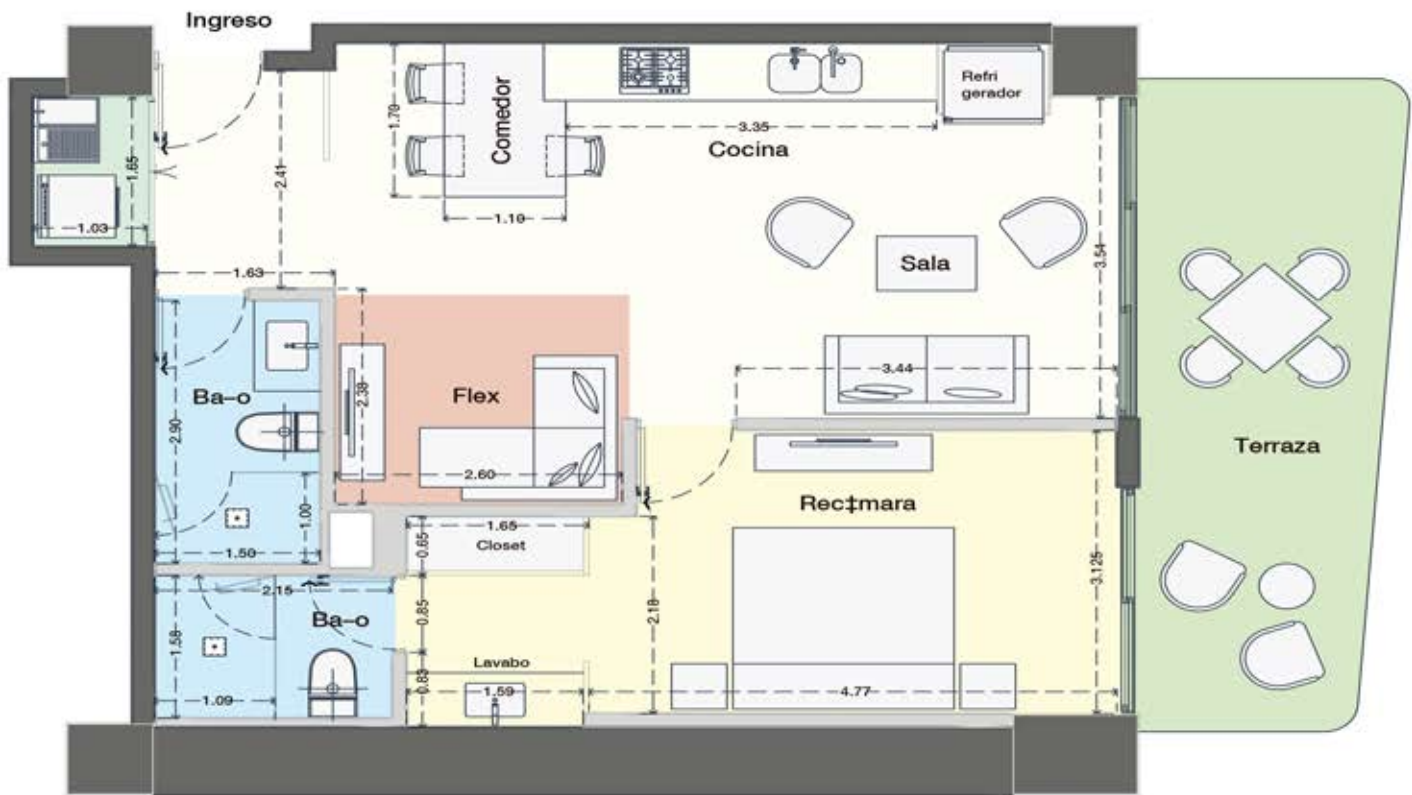 Ingreso
Refri
gerador
Comedor
1.70
3.35
Cocina
1.65
2.41
1.03
1.10
1.63
Sala
3.54
3.44
Ba-o
2.38
Flex
2.90
2.60
Terraza
Rec‡mara
1.00
1.50
0.65
1.65
Closet
3.125
2.15
Ba-o
0.85
2.18
1.58
1.09
Lavabo
0.83
1.59
4.77